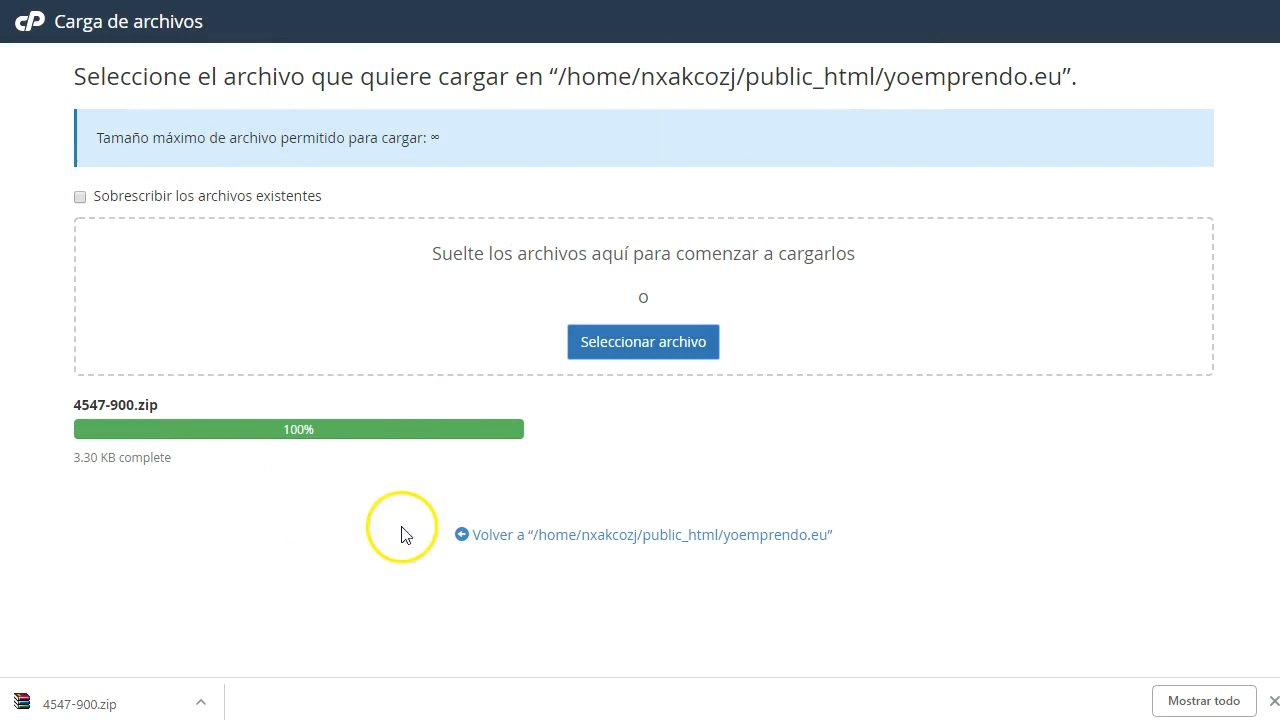 cP Carga de archivos
Seleccione el archivo que quiere cargar en “/home/nxakcozj/public_html/yoemprendo.eu”.
Tamaño máximo de archivo permitido para cargar: ∞
Sobrescribir los archivos existentes
Suelte los archivos aquí para comenzar a cargarlos
O
Seleccionar archivo
4547-900.zip
100%
3.30 KB complete
Volver a “/home/nxakcozj/public_html/yoemprendo.eu”
4547-900.zip
Mostrar todo